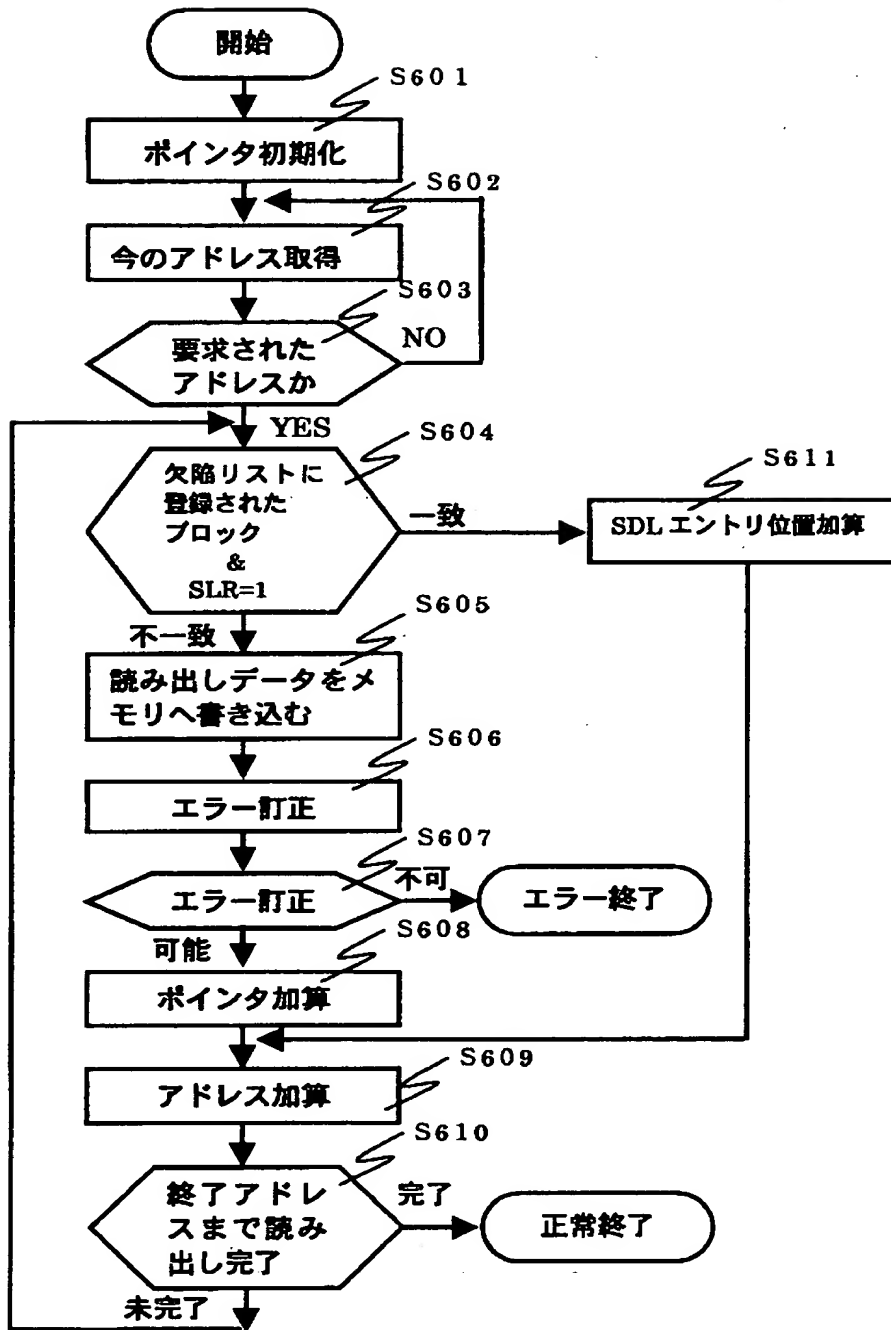 開始
S601
ポインタ初期化
S602
今のアドレス取得
S603
要求された
アドレスか
NO
YES
S604
欠陥リストに
登録された
ブロック
&
SLR=1
一致
S611
SDL エントリ位置加算
不一致
S605
読み出しデータをメ
モリへ書き込む
S606
エラー訂正
S607
エラー訂正
不可
エラー終了
可能
S608
ポインタ加算
S609
アドレス加算
S610
終了アドレ
スまで読み
出し完了
完了
正常終了
未完了